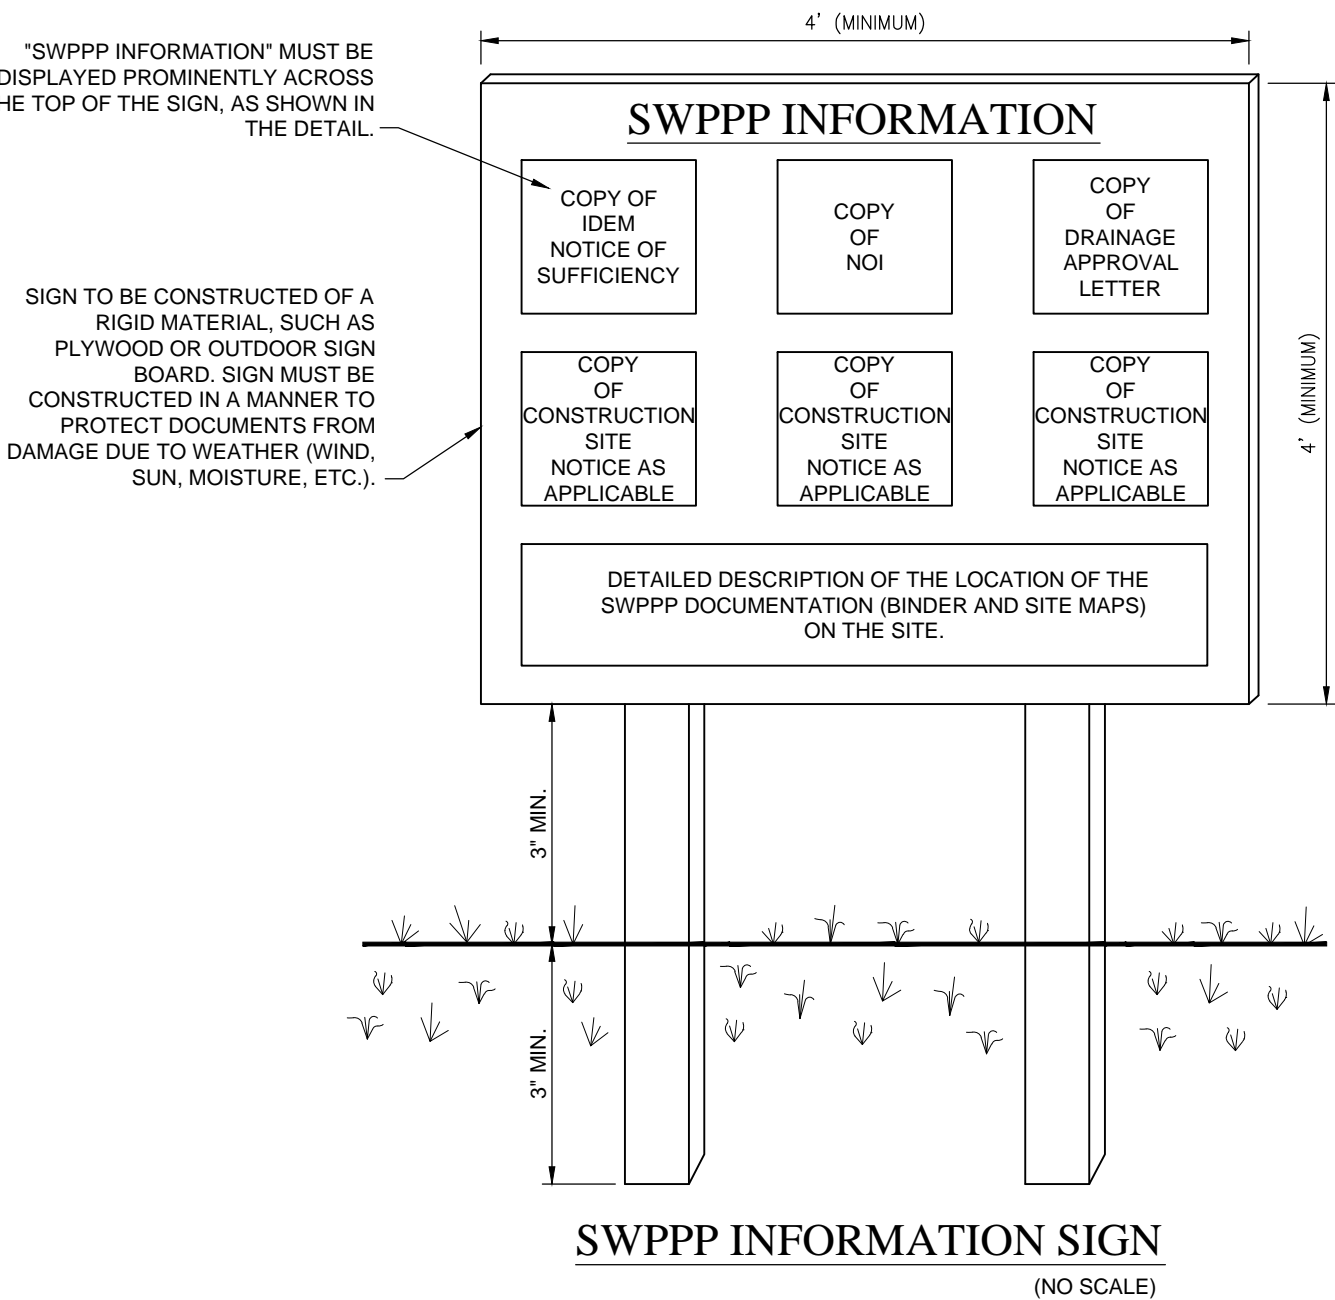 4' (MINIMUM)
"SWPPP INFORMATION" MUST BE
DISPLAYED PROMINENTLY ACROSS
HE TOP OF THE SIGN, AS SHOWN IN
THE DETAIL.
SIGN TO BE CONSTRUCTED OF A
RIGID MATERIAL, SUCH AS
PLYWOOD OR OUTDOOR SIGN
BOARD. SIGN MUST BE
CONSTRUCTED IN A MANNER TO
PROTECT DOCUMENTS FROM
DAMAGE DUE TO WEATHER (WIND,
SUN, MOISTURE, ETC.).
SWPPP INFORMATION
COPY OF
IDEM
NOTICE OF
SUFFICIENCY
COPY
OF
NOI
COPY
OF
DRAINAGE
APPROVAL
LETTER
COPY
OF
CONSTRUCTION
SITE
NOTICE AS
APPLICABLE
COPY
OF
CONSTRUCTION
SITE
NOTICE AS
APPLICABLE
COPY
OF
CONSTRUCTION
SITE
NOTICE AS
APPLICABLE
DETAILED DESCRIPTION OF THE LOCATION OF THE
SWPPP DOCUMENTATION (BINDER AND SITE MAPS)
ON THE SITE.
4' (MINIMUM)
3" MIN.
3" MIN.
SWPPP INFORMATION SIGN
(NO SCALE)